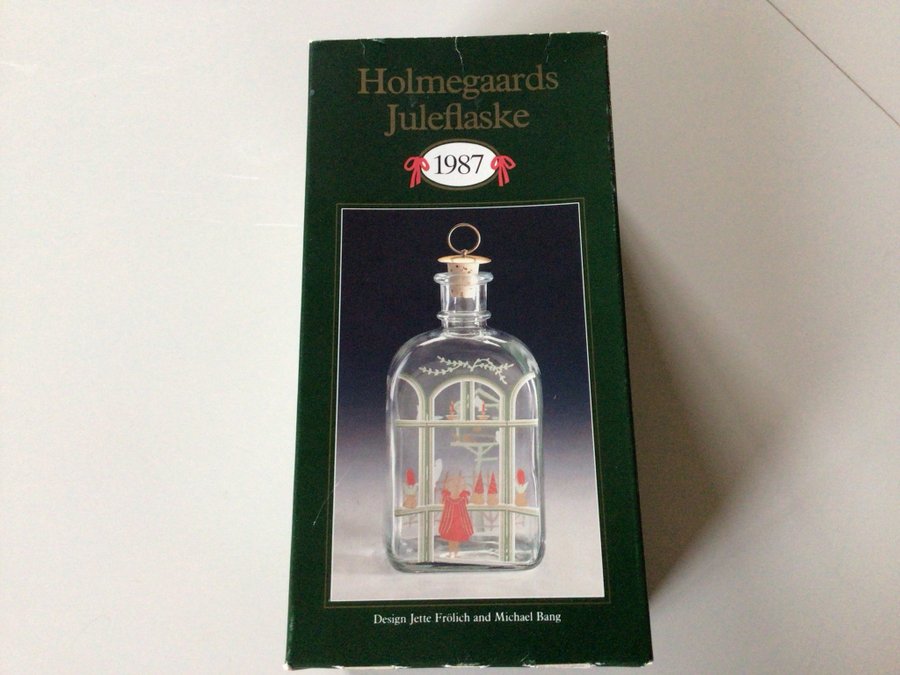 Holmegaards
Juleflaske
1987
Design Jette Frölich and Michael Bang